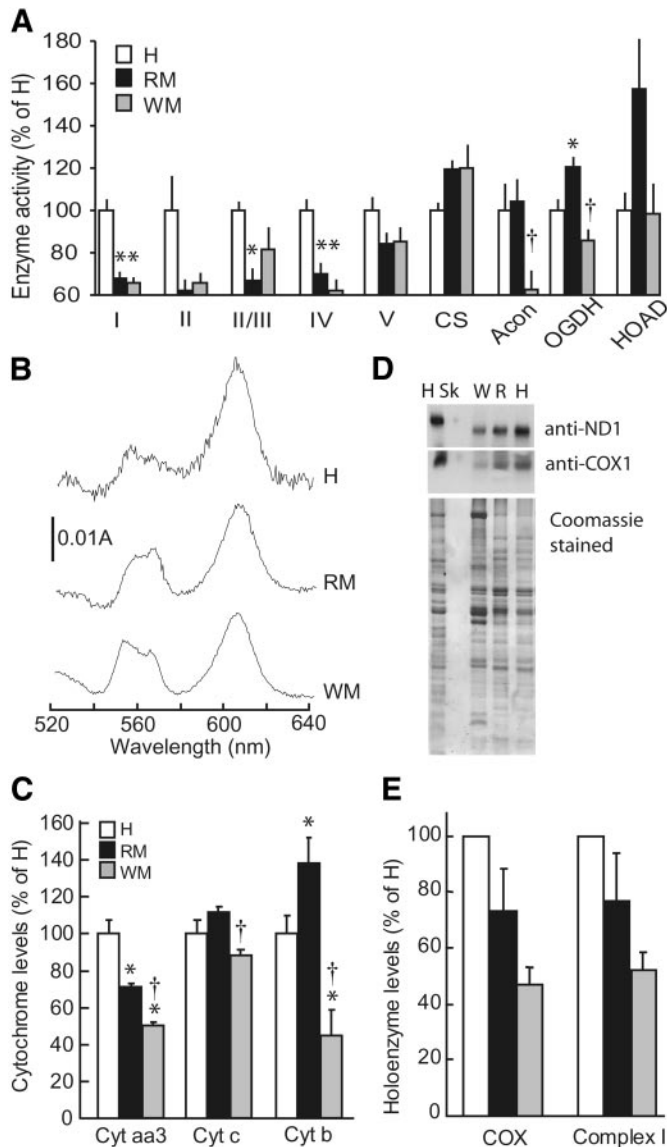 A
Enzyme activity (% of H)
180
160
140
120
100
80
60
H
RM
WM
**
*
**
†
*
†
I
II
II/III
IV
V
CS
Acon
OGDH
HOAD
B
0.01A
H
RM
WM
520
560
600
640
Wavelength (nm)
D
H Sk W R H
anti-ND1
anti-COX1
Coomassie
stained
C
Cytochrome levels (% of H)
160
140
120
100
80
60
40
20
0
H
RM
WM
*
†
*
†
*
†
*
Cyt aa3
Cyt c
Cyt b
E
Holoenzyme levels (% of H)
100
80
60
40
20
0
COX
Complex I